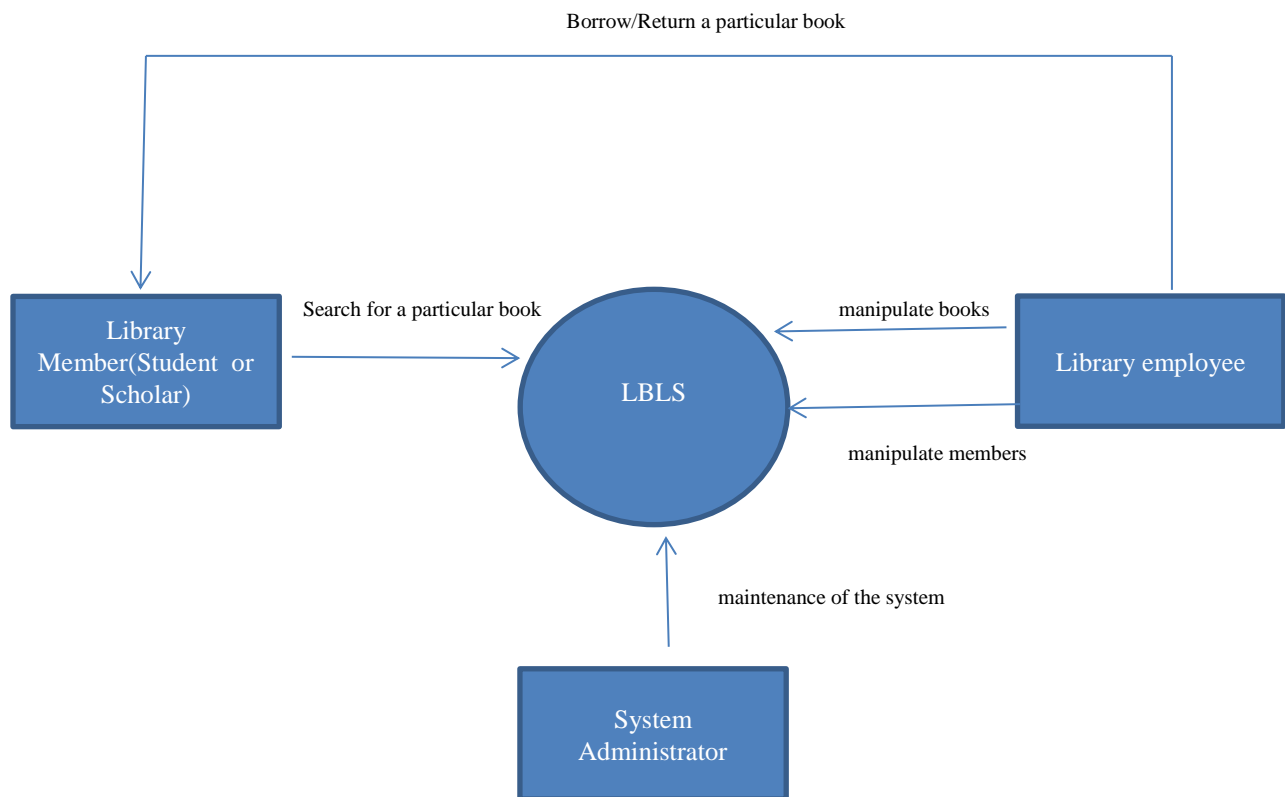 Borrow/Return a particular book
Library
Member(Student or
Scholar)
Search for a particular book
LBLS
manipulate books
Library employee
manipulate members
maintenance of the system
System
Administrator